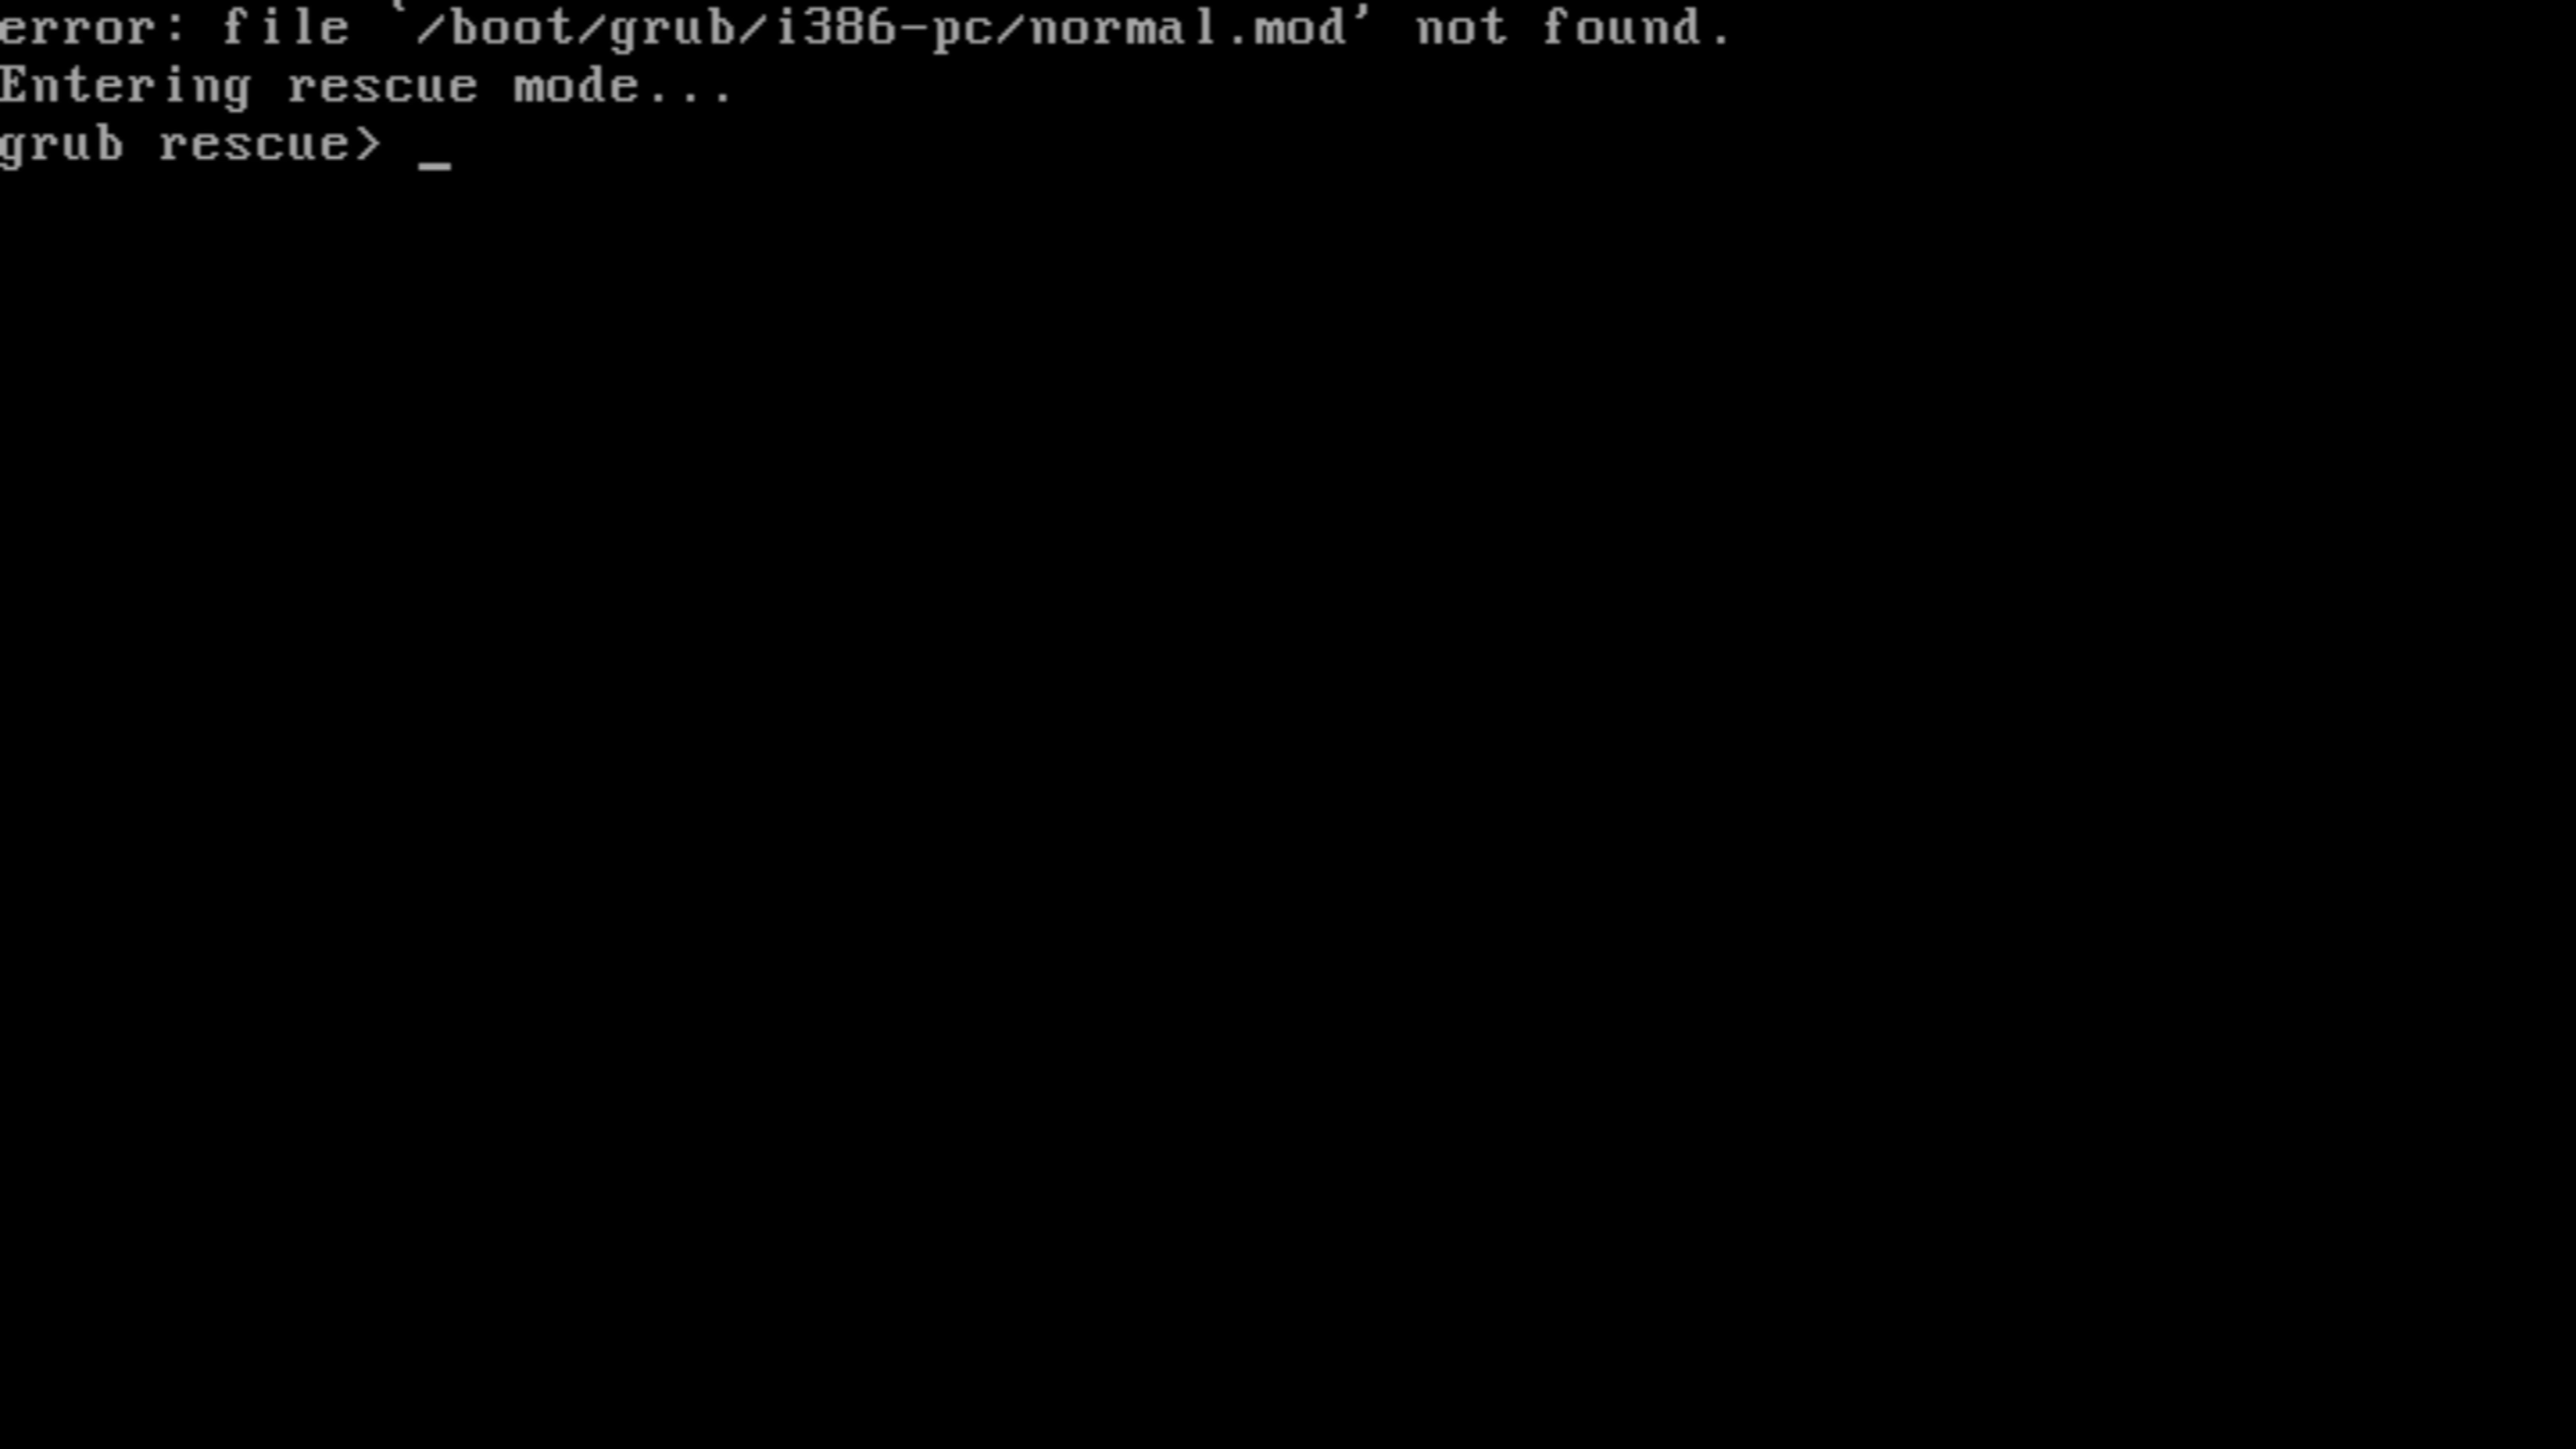 error: file `/boot/grub/i386-pc/normal.mod' not found.
Entering rescue mode...
grub rescue> _